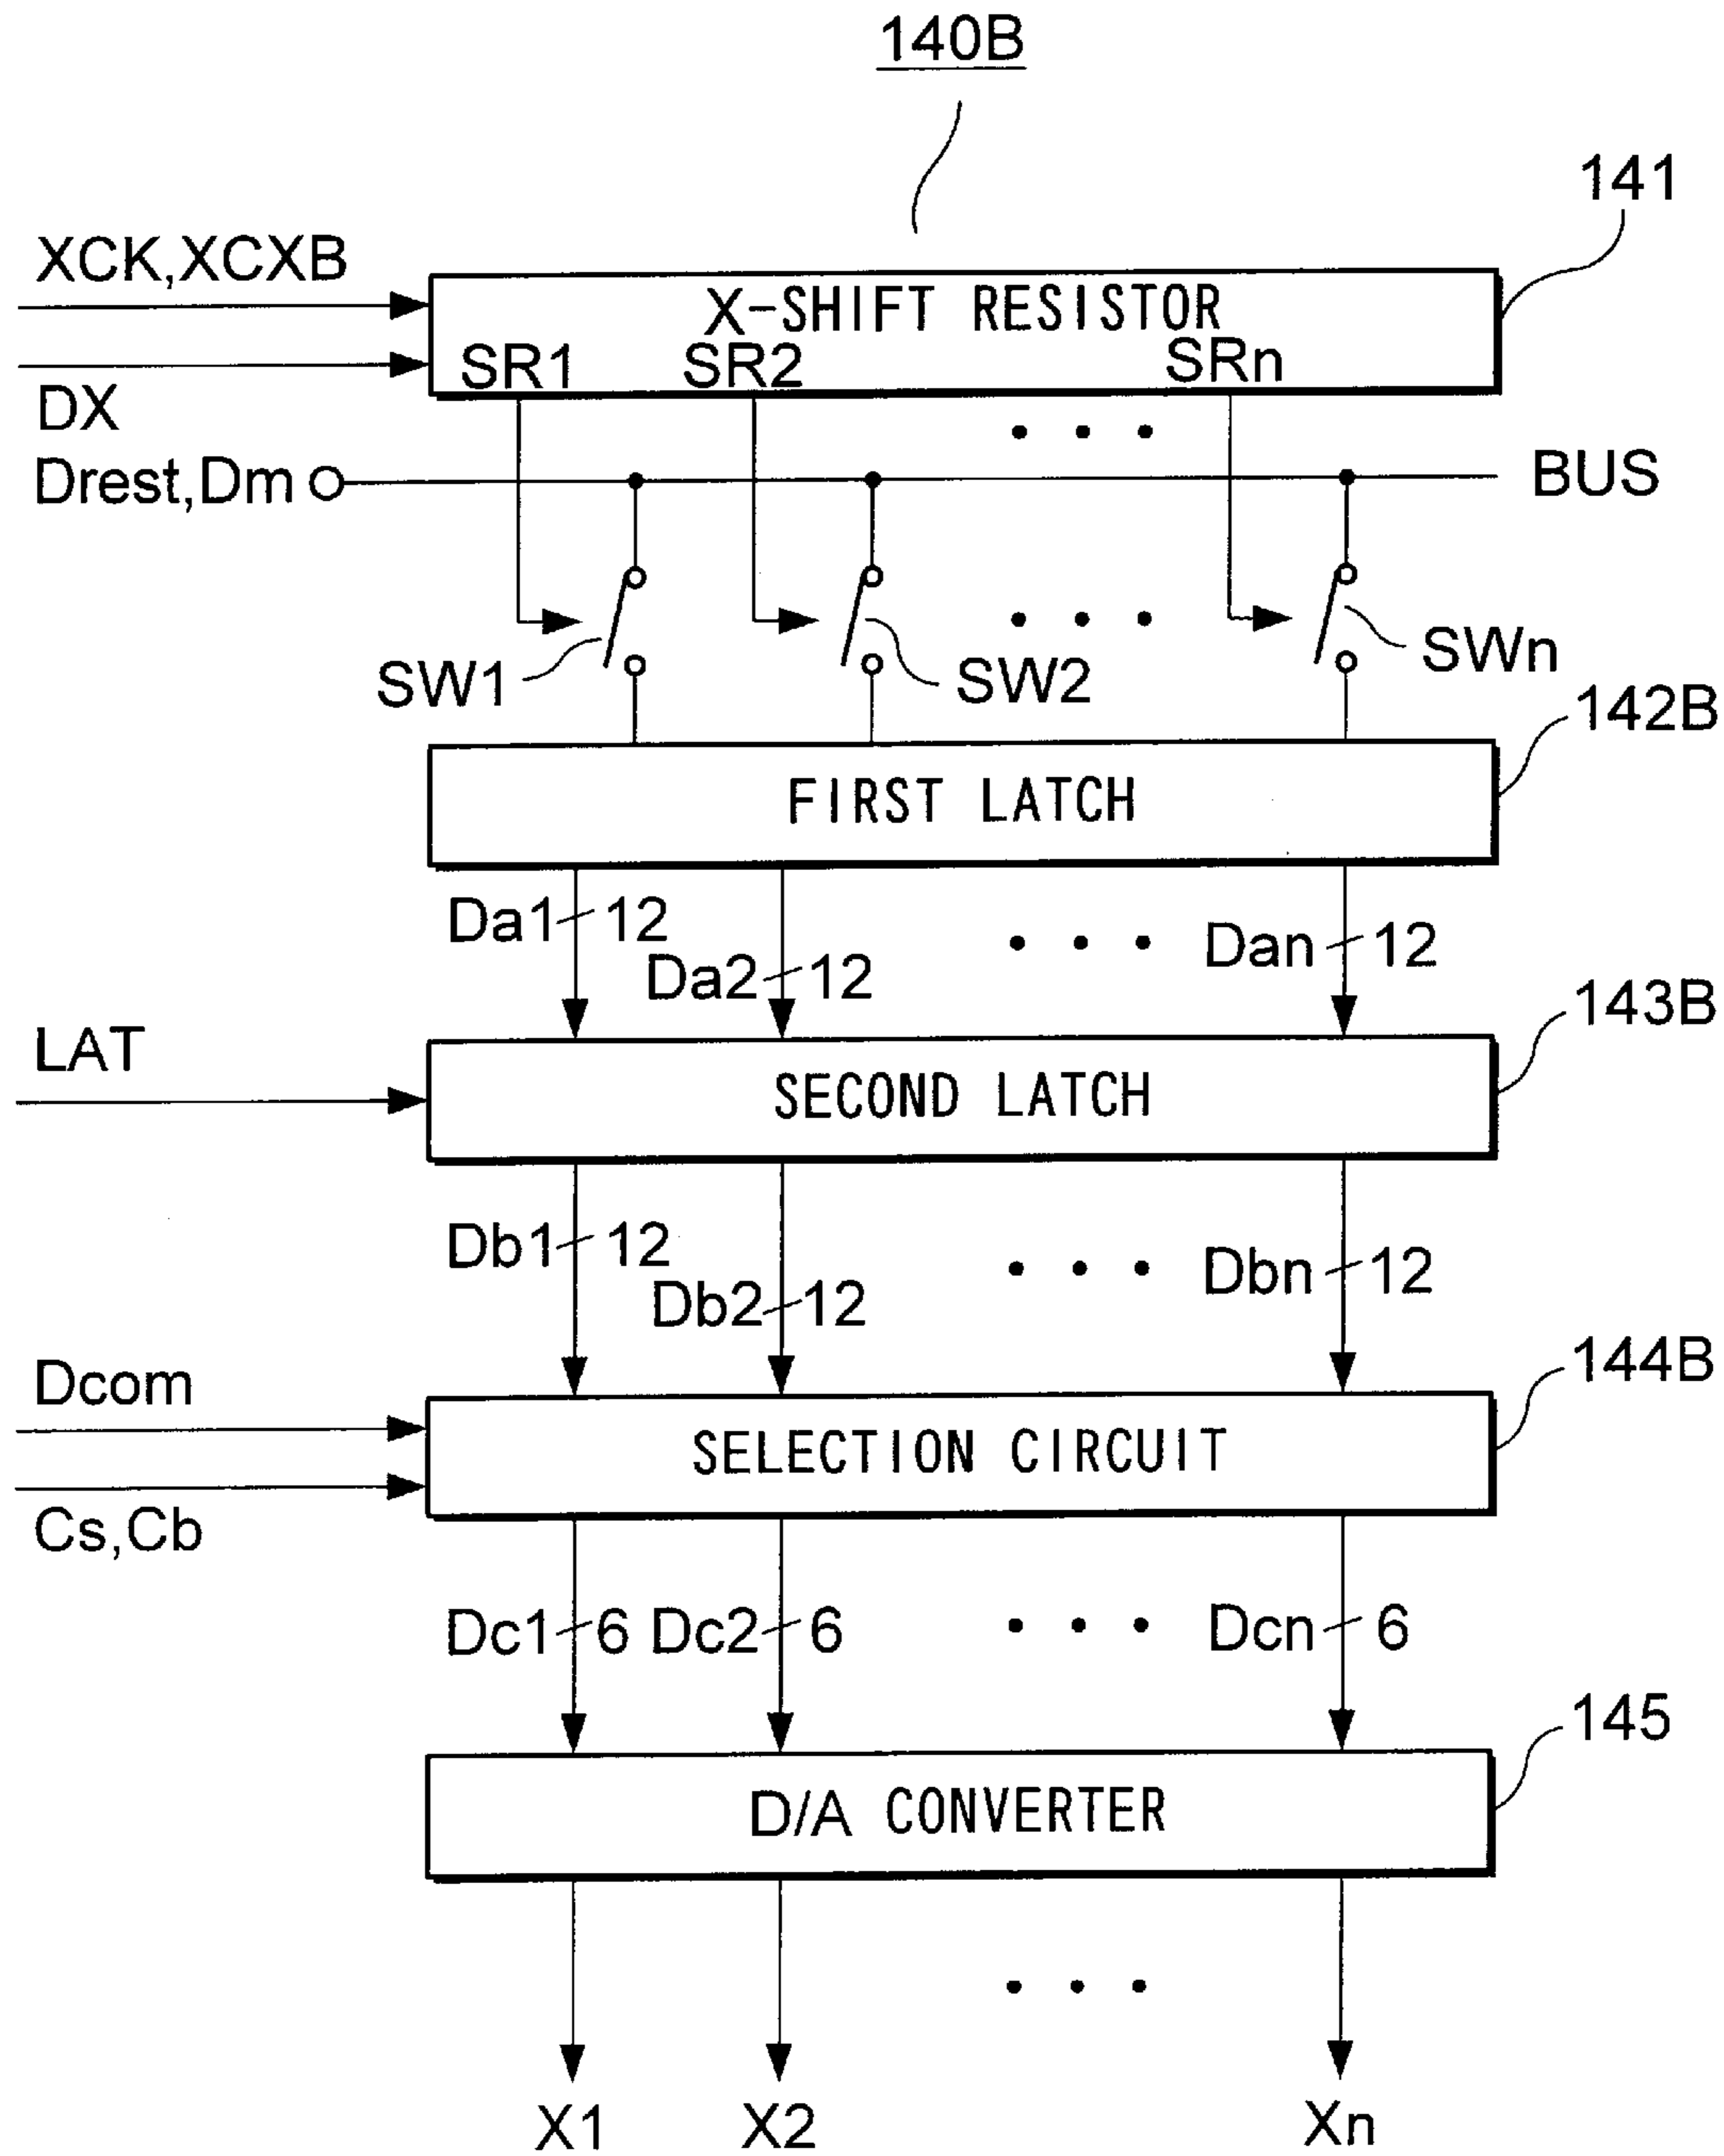 140B
141
XCK,XCXB
X-SHIFT RESISTOR
SR1 SR2 SRn
DX
Drest,Dm BUS
SW1 SW2 SWn
142B
FIRST LATCH
Da1 12 Da2 12 Dan 12
143B
LAT
SECOND LATCH
Db1 12 Db2 12 Dbn 12
144B
Dcom
SELECTION CIRCUIT
Cs,Cb
Dc1 6 Dc2 6 Dcn 6
145
D/A CONVERTER
X1 X2 Xn